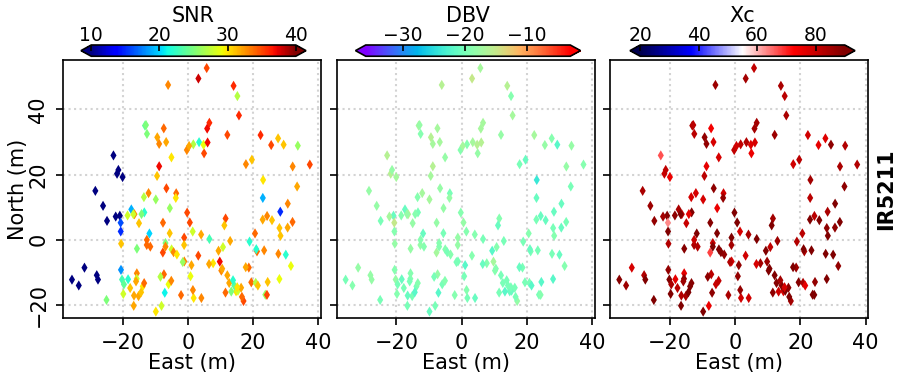 SNR DBV Xc
10 20 30 40 −30 −20 −10 20 40 60 80
North (m)
40
20
0
−20
IR5211
−20 0 20 40 −20 0 20 40 −20 0 20 40
East (m) East (m) East (m)